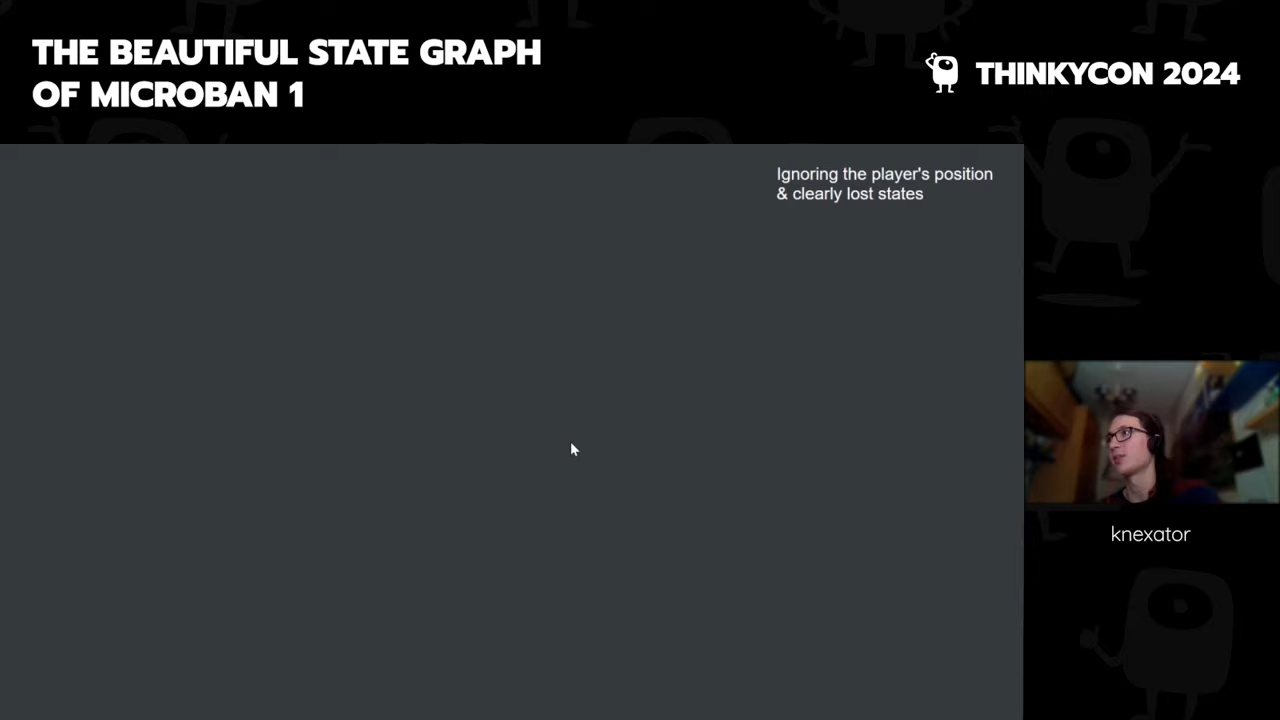 THE BEAUTIFUL STATE GRAPH
OF MICROBAN 1
THINKYCON 2024
Ignoring the player's position
& clearly lost states
knexator